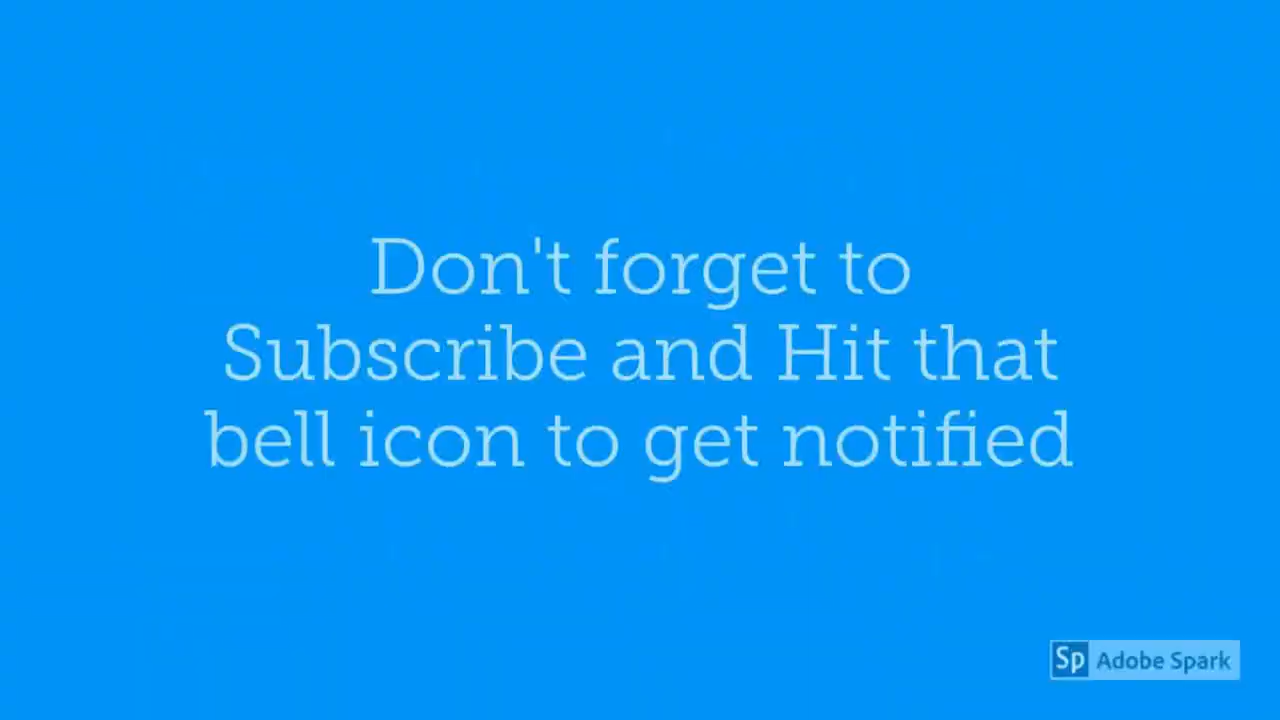 Don't forget to
Subscribe and Hit that
bell icon to get notified
Sp Adobe Spark